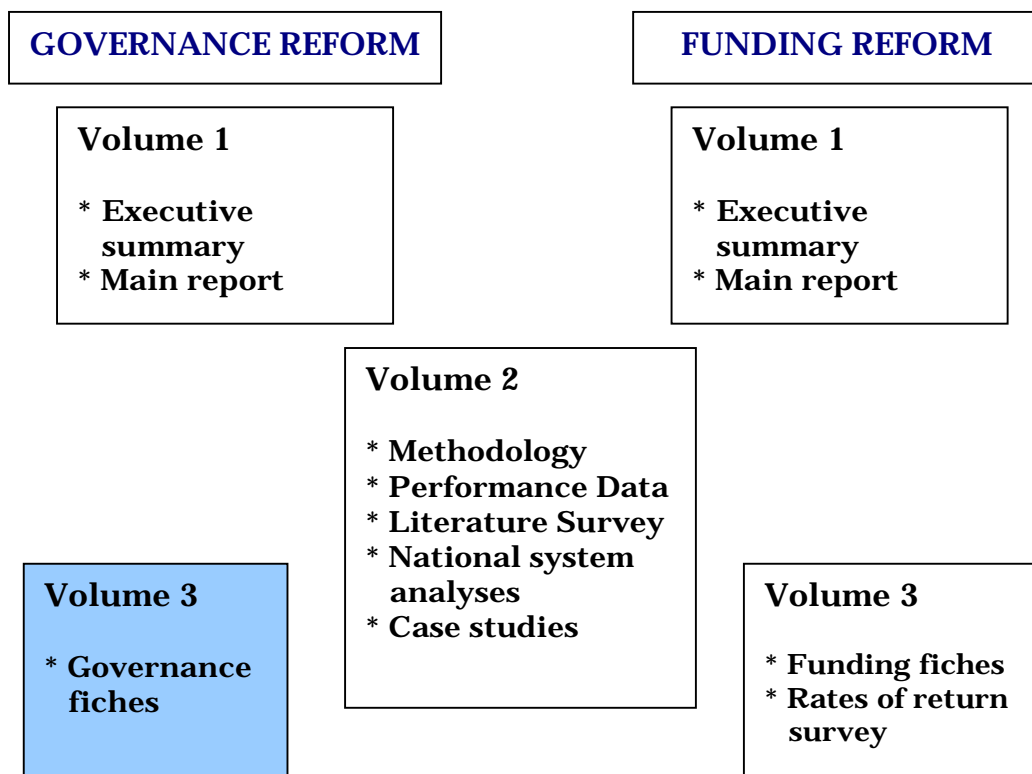 GOVERNANCE REFORM
FUNDING REFORM
Volume 1
* Executive
summary
* Main report
Volume 1
* Executive
summary
* Main report
Volume 2
* Methodology
* Performance Data
* Literature Survey
* National system
analyses
* Case studies
Volume 3
* Governance
fiches
Volume 3
* Funding fiches
* Rates of return
survey